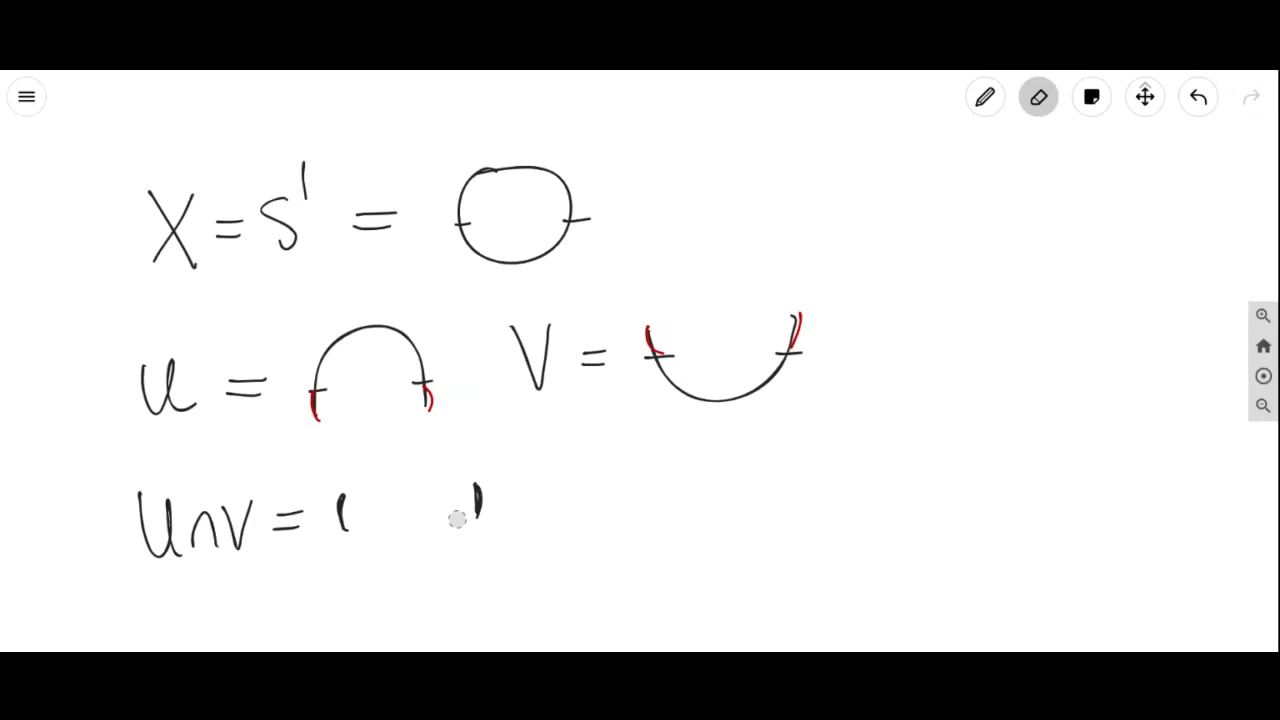 X = S¹ =
U = V =
U∩V =